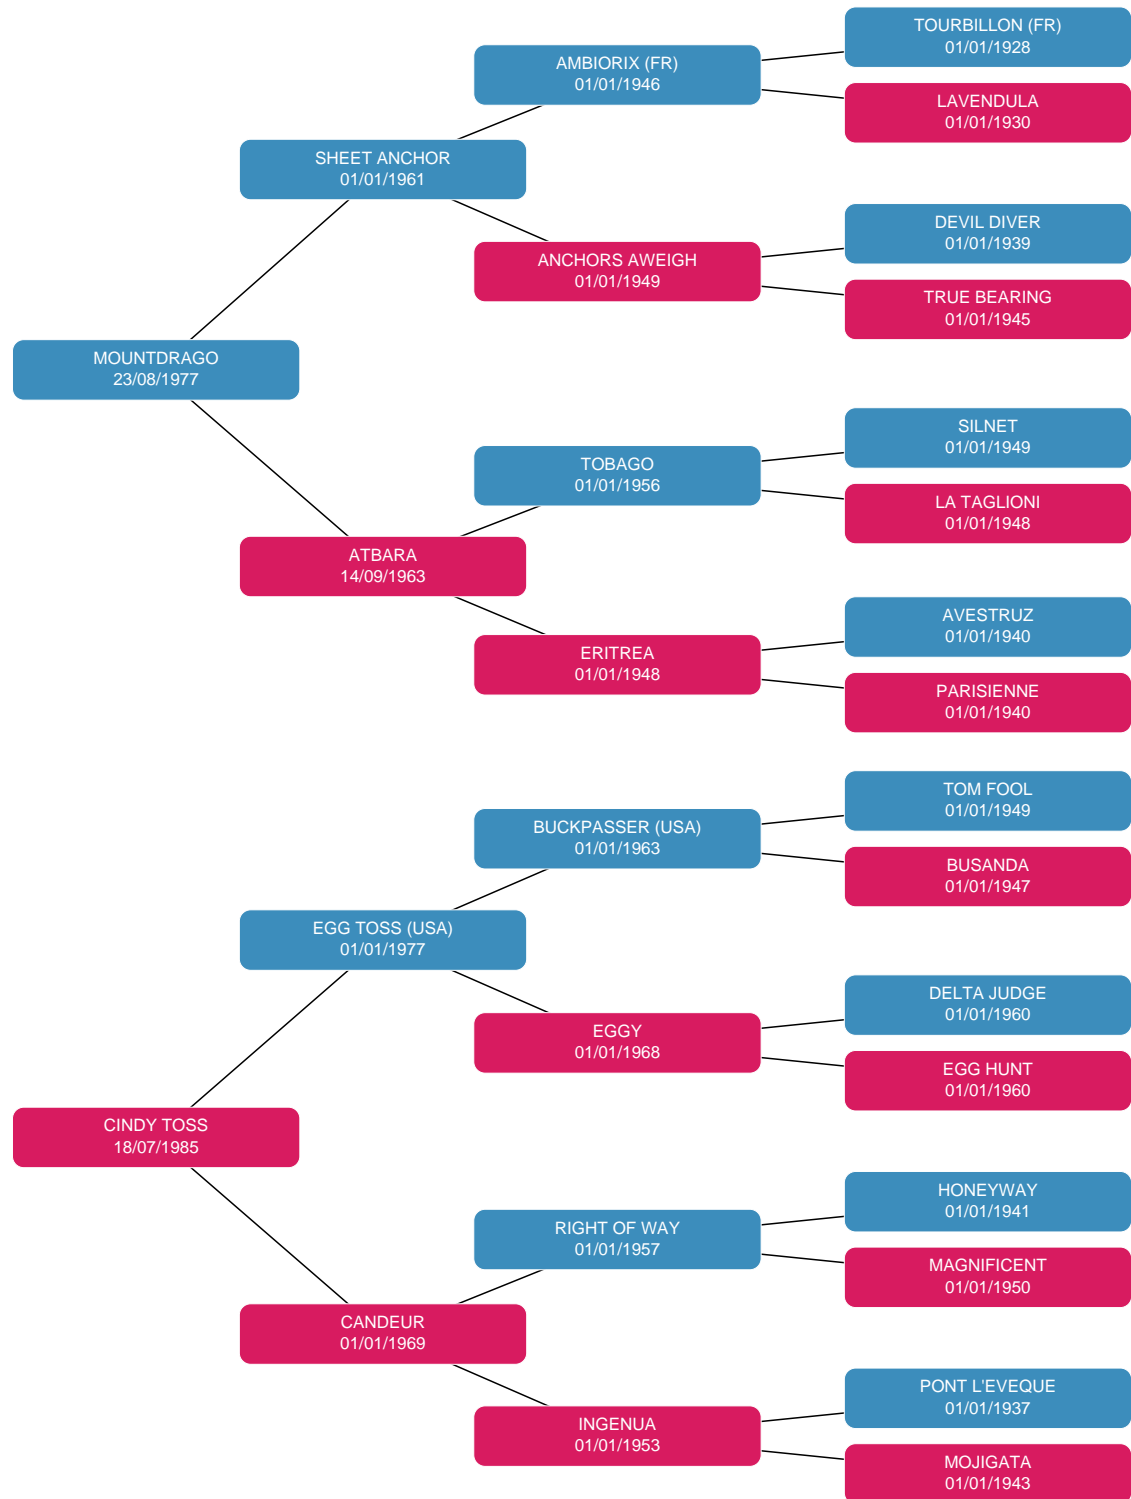 TOURBILLON (FR)
01/01/1928
AMBIORIX (FR)
01/01/1946
LAVENDULA
01/01/1930
SHEET ANCHOR
01/01/1961
DEVIL DIVER
01/01/1939
ANCHORS AWEIGH
01/01/1949
TRUE BEARING
01/01/1945
MOUNTDRAGO
23/08/1977
SILNET
01/01/1949
TOBAGO
01/01/1956
LA TAGLIONI
01/01/1948
ATBARA
14/09/1963
AVESTRUZ
01/01/1940
ERITREA
01/01/1948
PARISIENNE
01/01/1940
TOM FOOL
01/01/1949
BUCKPASSER (USA)
01/01/1963
BUSANDA
01/01/1947
EGG TOSS (USA)
01/01/1977
DELTA JUDGE
01/01/1960
EGGY
01/01/1968
EGG HUNT
01/01/1960
CINDY TOSS
18/07/1985
HONEYWAY
01/01/1941
RIGHT OF WAY
01/01/1957
MAGNIFICENT
01/01/1950
CANDEUR
01/01/1969
PONT L'EVEQUE
01/01/1937
INGENUA
01/01/1953
MOJIGATA
01/01/1943